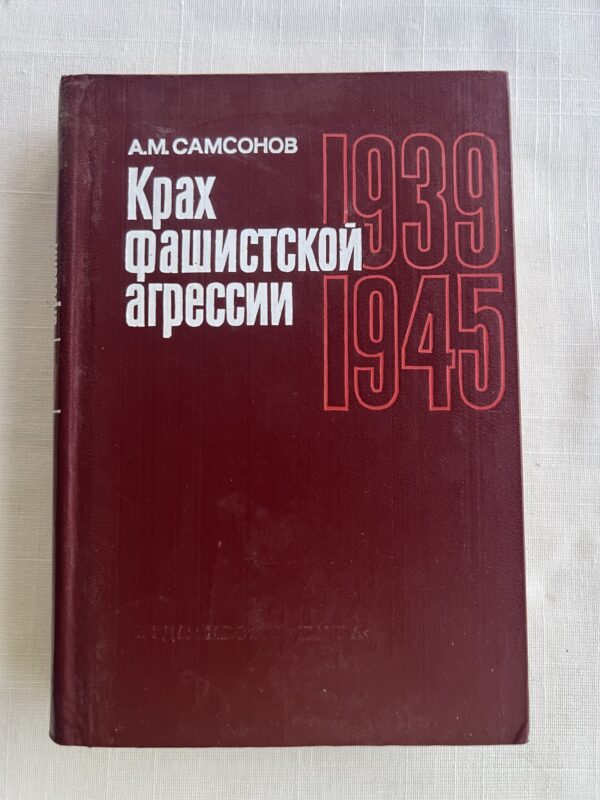 А.М. САМСОНОВ
Крах
фашистской
агрессии
1939
1945